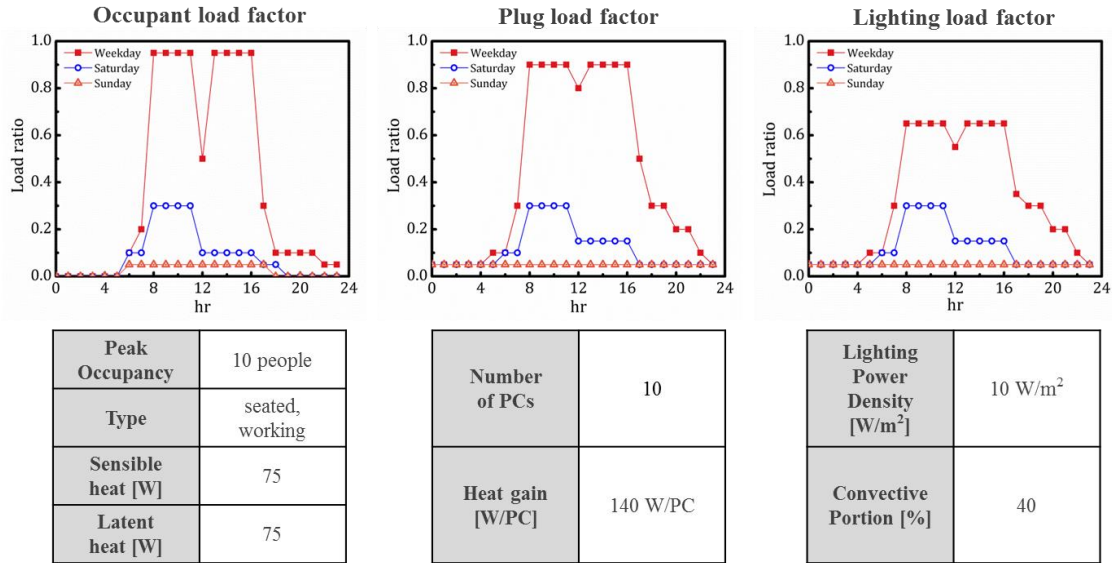 Occupant load factor
1.0
0.8
0.6
0.4
0.2
0.0
Load ratio
Weekday
Saturday
Sunday
0 4 8 12 16 20 24
hr
Plug load factor
1.0
0.8
0.6
0.4
0.2
0.0
Load ratio
Weekday
Saturday
Sunday
0 4 8 12 16 20 24
hr
Lighting load factor
1.0
0.8
0.6
0.4
0.2
0.0
Load ratio
Weekday
Saturday
Sunday
0 4 8 12 16 20 24
hr
Peak
Occupancy
10 people
Type
seated,
working
Sensible
heat [W]
75
Latent
heat [W]
75
Number
of PCs
10
Heat gain
[W/PC]
140 W/PC
Lighting
Power
Density
[W/m²]
10 W/m²
Convective
Portion [%]
40